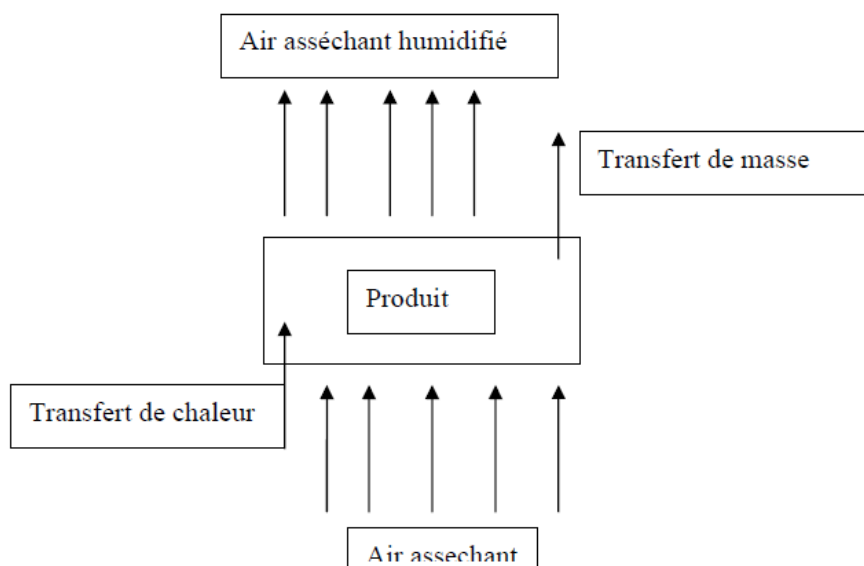 Air asséchant humidifié
Transfert de masse
Produit
Transfert de chaleur
Air assechant